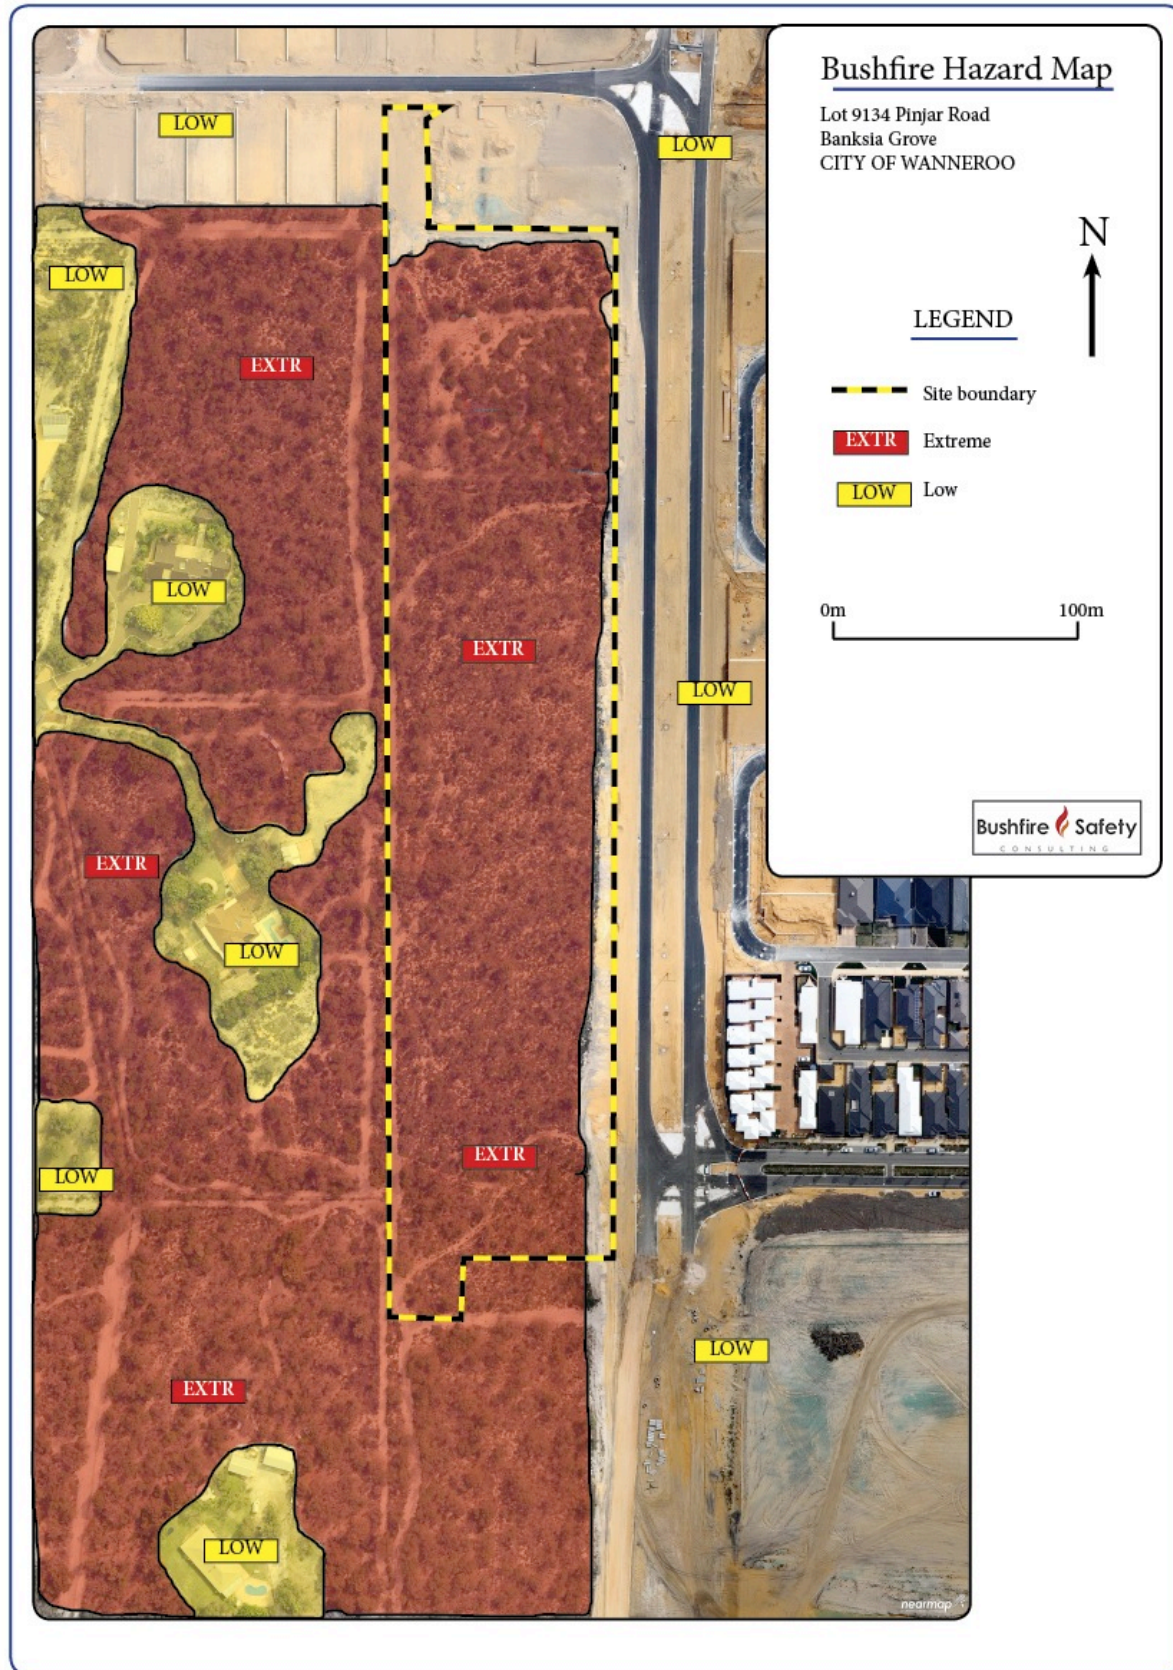 Bushfire Hazard Map
Lot 9134 Pinjar Road
Banksia Grove
CITY OF WANNEROO
N
LEGEND
Site boundary
EXTR Extreme
LOW Low
0m 100m
Bushfire Safety
CONSULTING
LOW
LOW
LOW
EXTR
LOW
EXTR
LOW
EXTR
LOW
EXTR
LOW
LOW
EXTR
LOW
nearmap